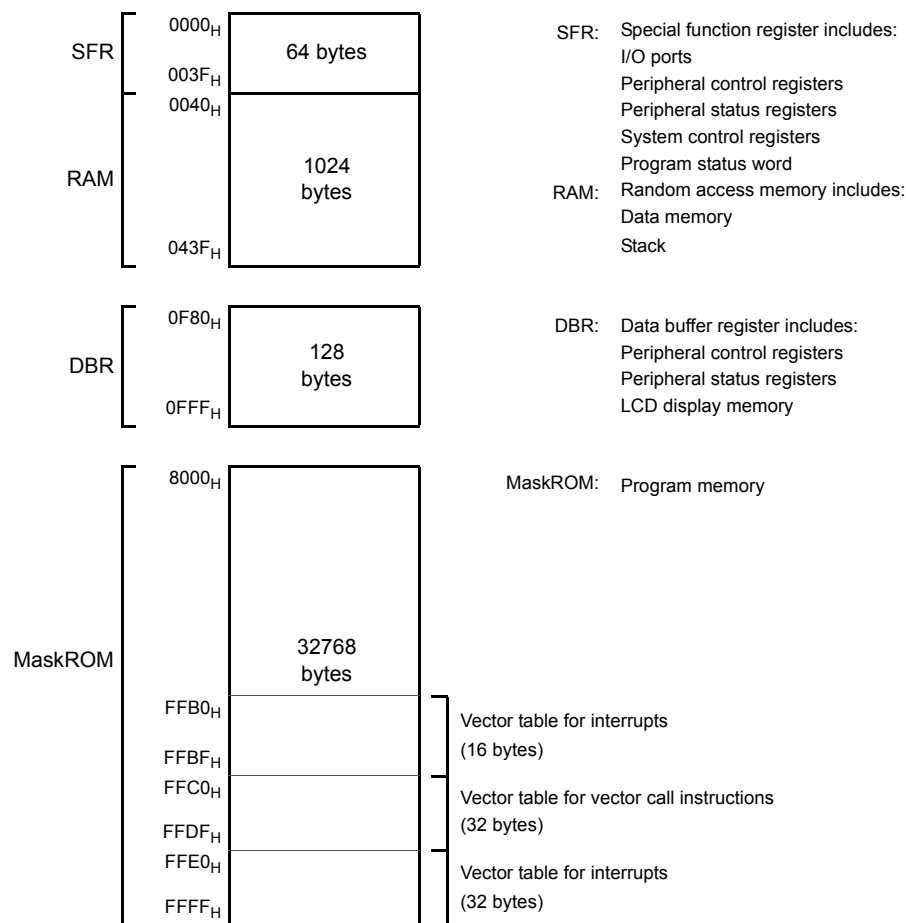 SFR
0000H
003FH
64 bytes
SFR: Special function register includes:
I/O ports
Peripheral control registers
Peripheral status registers
System control registers
Program status word
RAM
0040H
043FH
1024
bytes
RAM: Random access memory includes:
Data memory
Stack
DBR
0F80H
0FFFH
128
bytes
DBR: Data buffer register includes:
Peripheral control registers
Peripheral status registers
LCD display memory
MaskROM
8000H
32768
bytes
MaskROM: Program memory
FFB0H
FFBFH
Vector table for interrupts
(16 bytes)
FFC0H
FFDFH
Vector table for vector call instructions
(32 bytes)
FFE0H
FFFFH
Vector table for interrupts
(32 bytes)